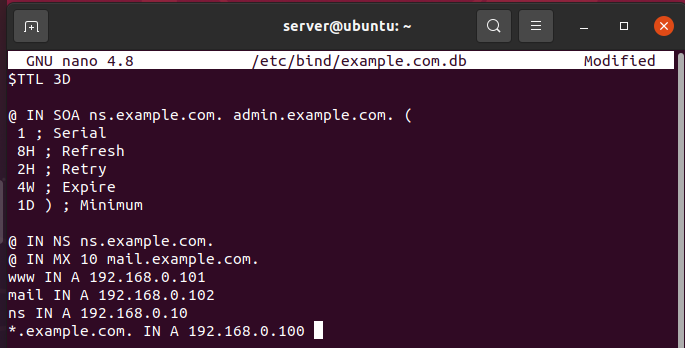 server@ubuntu: ~
GNU nano 4.8 /etc/bind/example.com.db Modified
$TTL 3D
@ IN SOA ns.example.com. admin.example.com. (
1 ; Serial
8H ; Refresh
2H ; Retry
4W ; Expire
1D ) ; Minimum
@ IN NS ns.example.com.
@ IN MX 10 mail.example.com.
www IN A 192.168.0.101
mail IN A 192.168.0.102
ns IN A 192.168.0.10
*.example.com. IN A 192.168.0.100